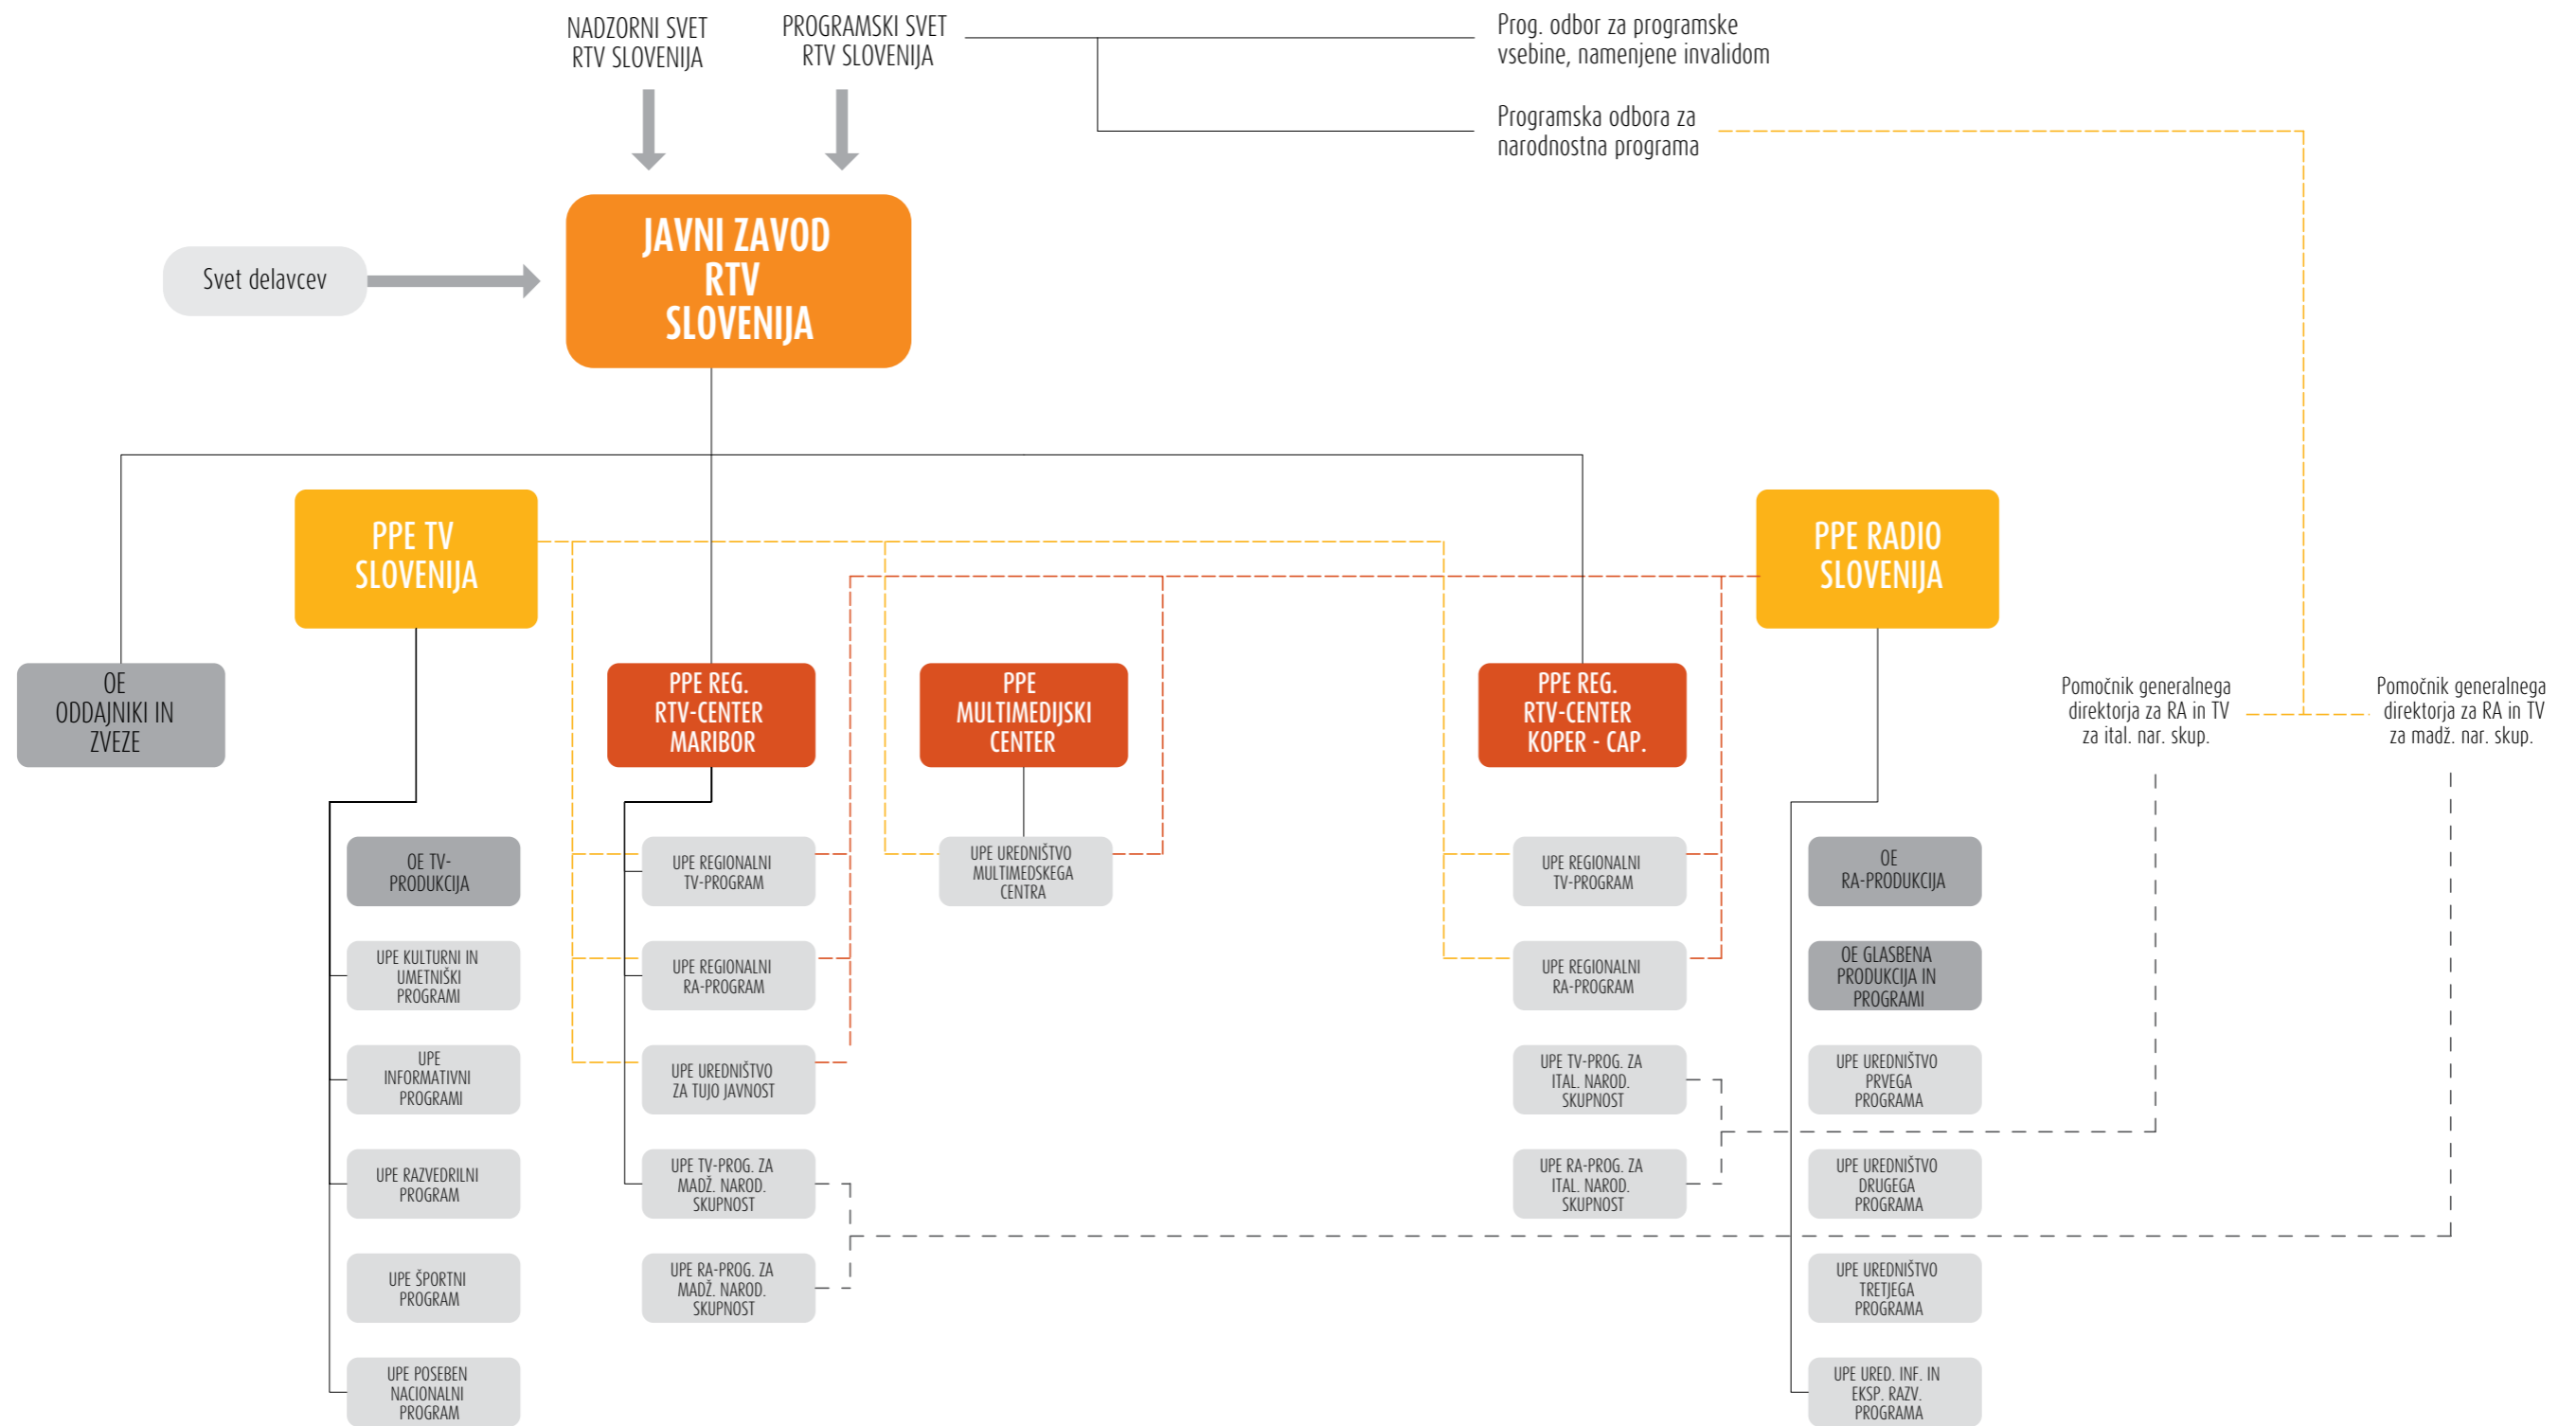 NADZORNI SVET
RTV SLOVENIJA
PROGRAMSKI SVET
RTV SLOVENIJA
Prog. odbor za programske
vsebine, namenjene invalidom
Programska odbora za
narodnostna programa
JAVNI ZAVOD
RTV
SLOVENIJA
Svet delavcev
PPE TV
SLOVENIJA
PPE RADIO
SLOVENIJA
OE
ODDAJNIKI IN
ZVEZE
PPE REG.
RTV-CENTER
MARIBOR
PPE
MULTIMEDIJSKI
CENTER
PPE REG.
RTV-CENTER
KOPER - CAP.
Pomočnik generalnega
direktorja za RA in TV
za ital. nar. skup.
Pomočnik generalnega
direktorja za RA in TV
za madž. nar. skup.
OE TV-
PRODUKCIJA
UPE KULTURNI IN
UMETNIŠKI
PROGRAMI
UPE
INFORMATIVNI
PROGRAMI
UPE RAZVEDRILNI
PROGRAM
UPE ŠPORTNI
PROGRAM
UPE POSEBEN
NACIONALNI
PROGRAM
UPE REGIONALNI
TV-PROGRAM
UPE REGIONALNI
RA-PROGRAM
UPE UREDNIŠTVO
ZA TUJO JAVNOST
UPE TV-PROG. ZA
MADŽ. NAROD.
SKUPNOST
UPE RA-PROG. ZA
MADŽ. NAROD.
SKUPNOST
UPE UREDNIŠTVO
MULTIMEDSKEGA
CENTRA
UPE REGIONALNI
TV-PROGRAM
UPE REGIONALNI
RA-PROGRAM
UPE TV-PROG. ZA
ITAL. NAROD.
SKUPNOST
UPE RA-PROG. ZA
ITAL. NAROD.
SKUPNOST
OE
RA-PRODUKCIJA
OE GLASBENA
PRODUKCIJA IN
PROGRAMI
UPE UREDNIŠTVO
PRVEGA
PROGRAMA
UPE UREDNIŠTVO
DRUGEGA
PROGRAMA
UPE UREDNIŠTVO
TRETJEGA
PROGRAMA
UPE URED. INF. IN
EKSP. RAZV.
PROGRAMA